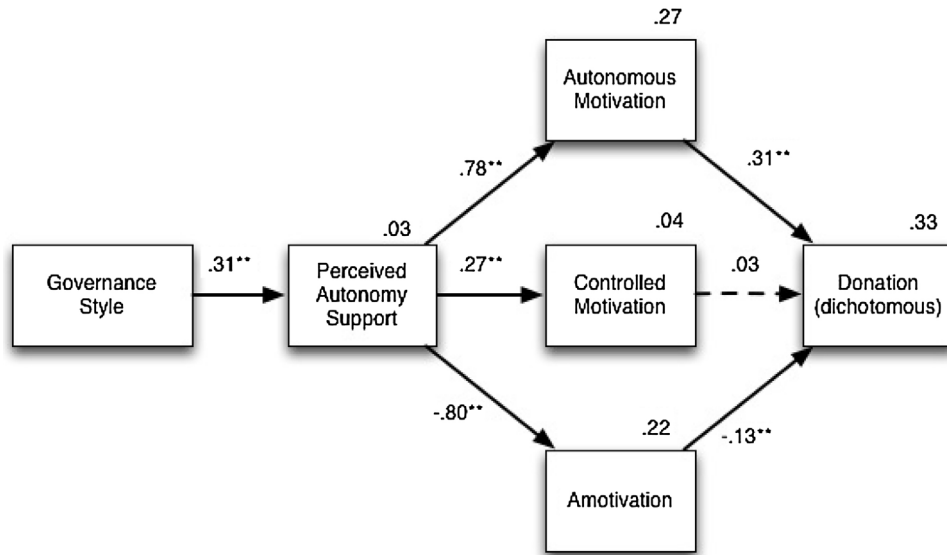 .27
Autonomous
Motivation
.78**
.31**
.03
.04
.33
Governance
Style
.31**
Perceived
Autonomy
Support
.27**
Controlled
Motivation
.03
Donation
(dichotomous)
-.80**
.22
-.13**
Amotivation